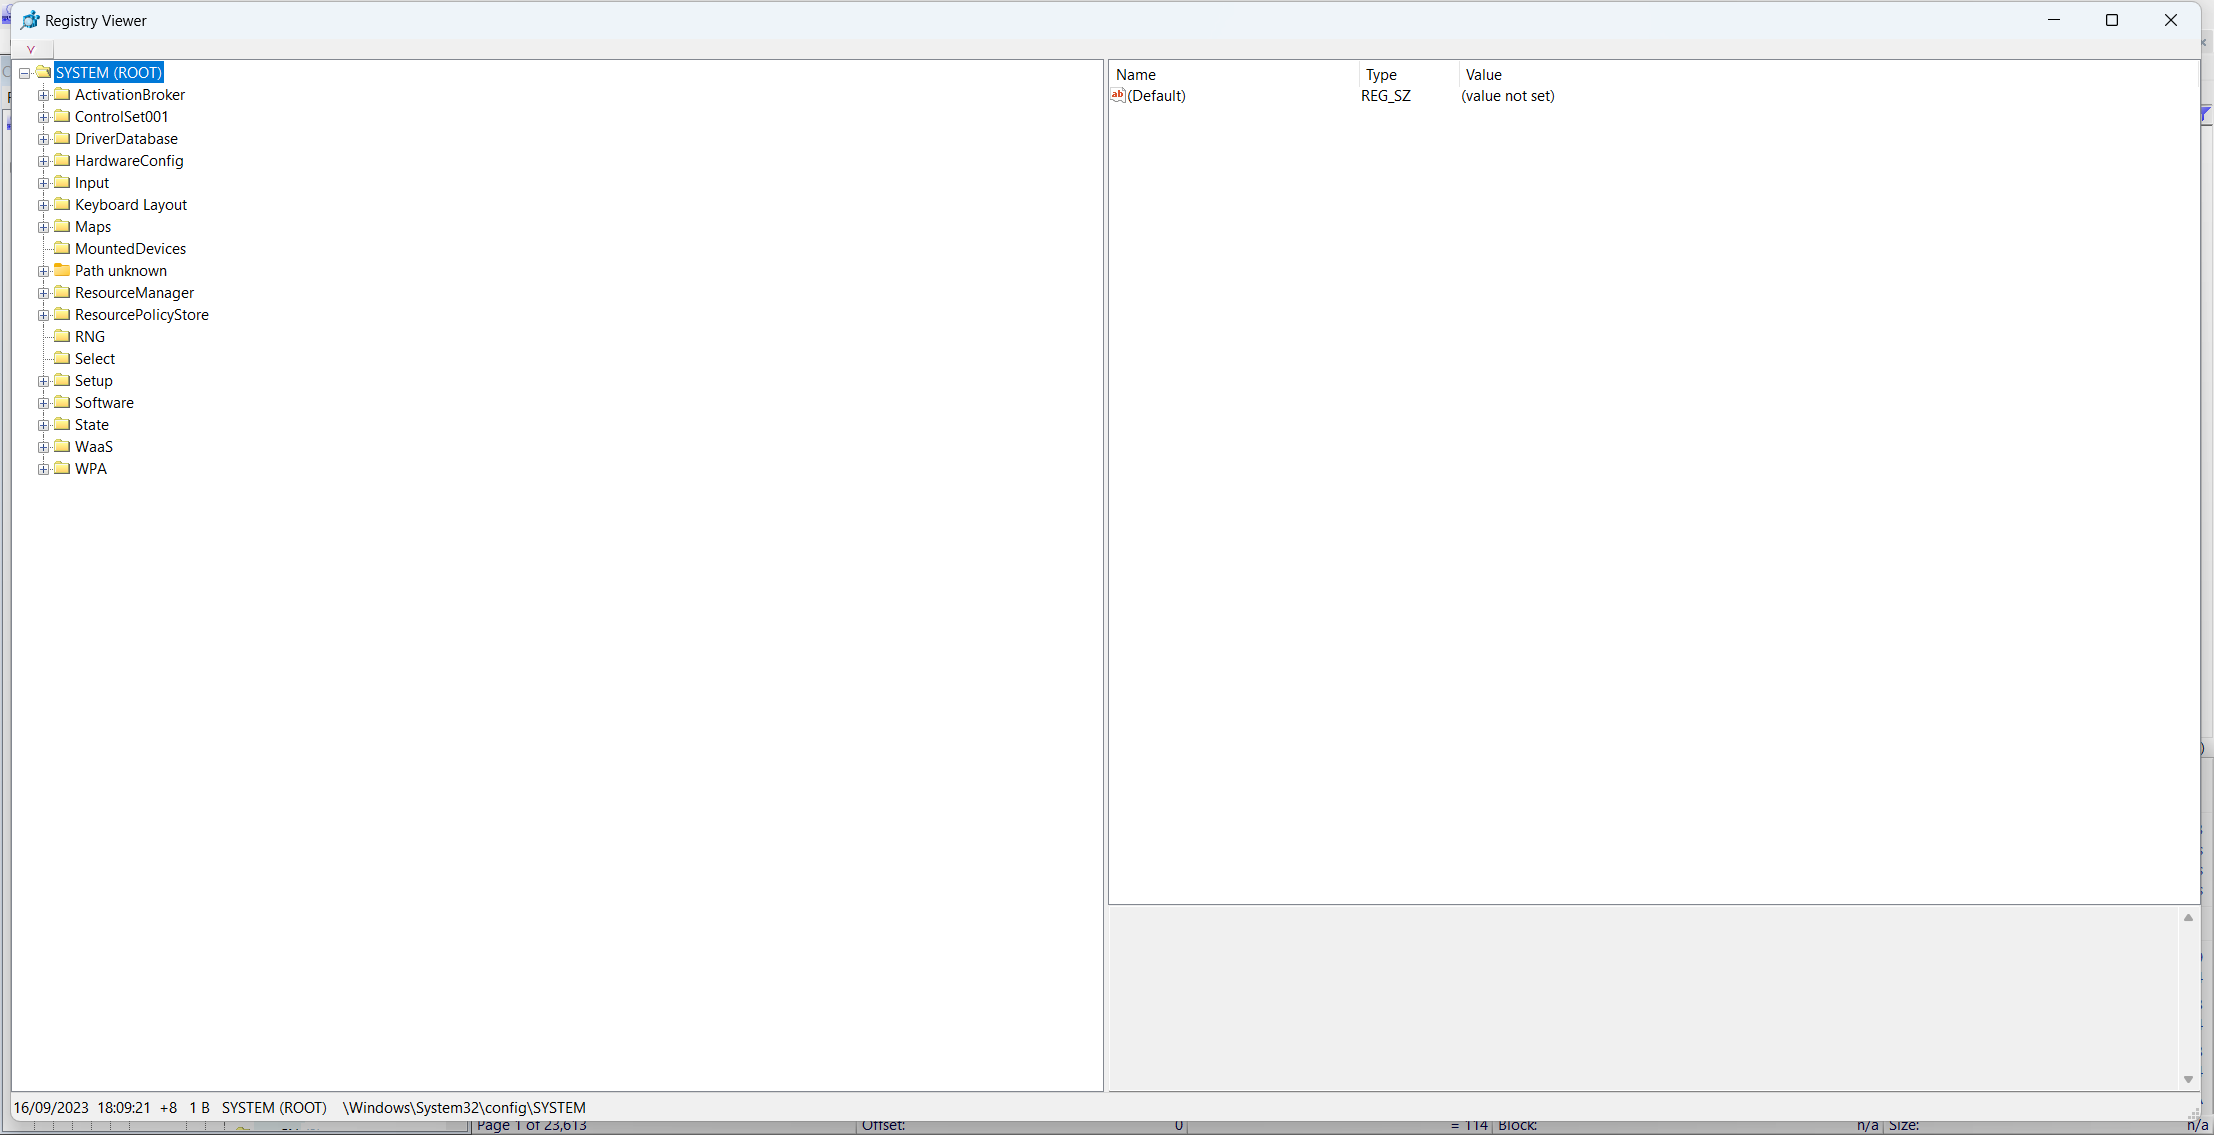 Registry Viewer
SYSTEM (ROOT)
ActivationBroker
ControlSet001
DriverDatabase
HardwareConfig
Input
Keyboard Layout
Maps
MountedDevices
Path unknown
ResourceManager
ResourcePolicyStore
RNG
Select
Setup
Software
State
WaaS
WPA
Name Type Value
ab (Default) REG_SZ (value not set)
16/09/2023 18:09:21 +8 1 B SYSTEM (ROOT) \Windows\System32\config\SYSTEM
Page 1 of 23,613 Offset: 0 = 114 Block: n/a Size: n/a